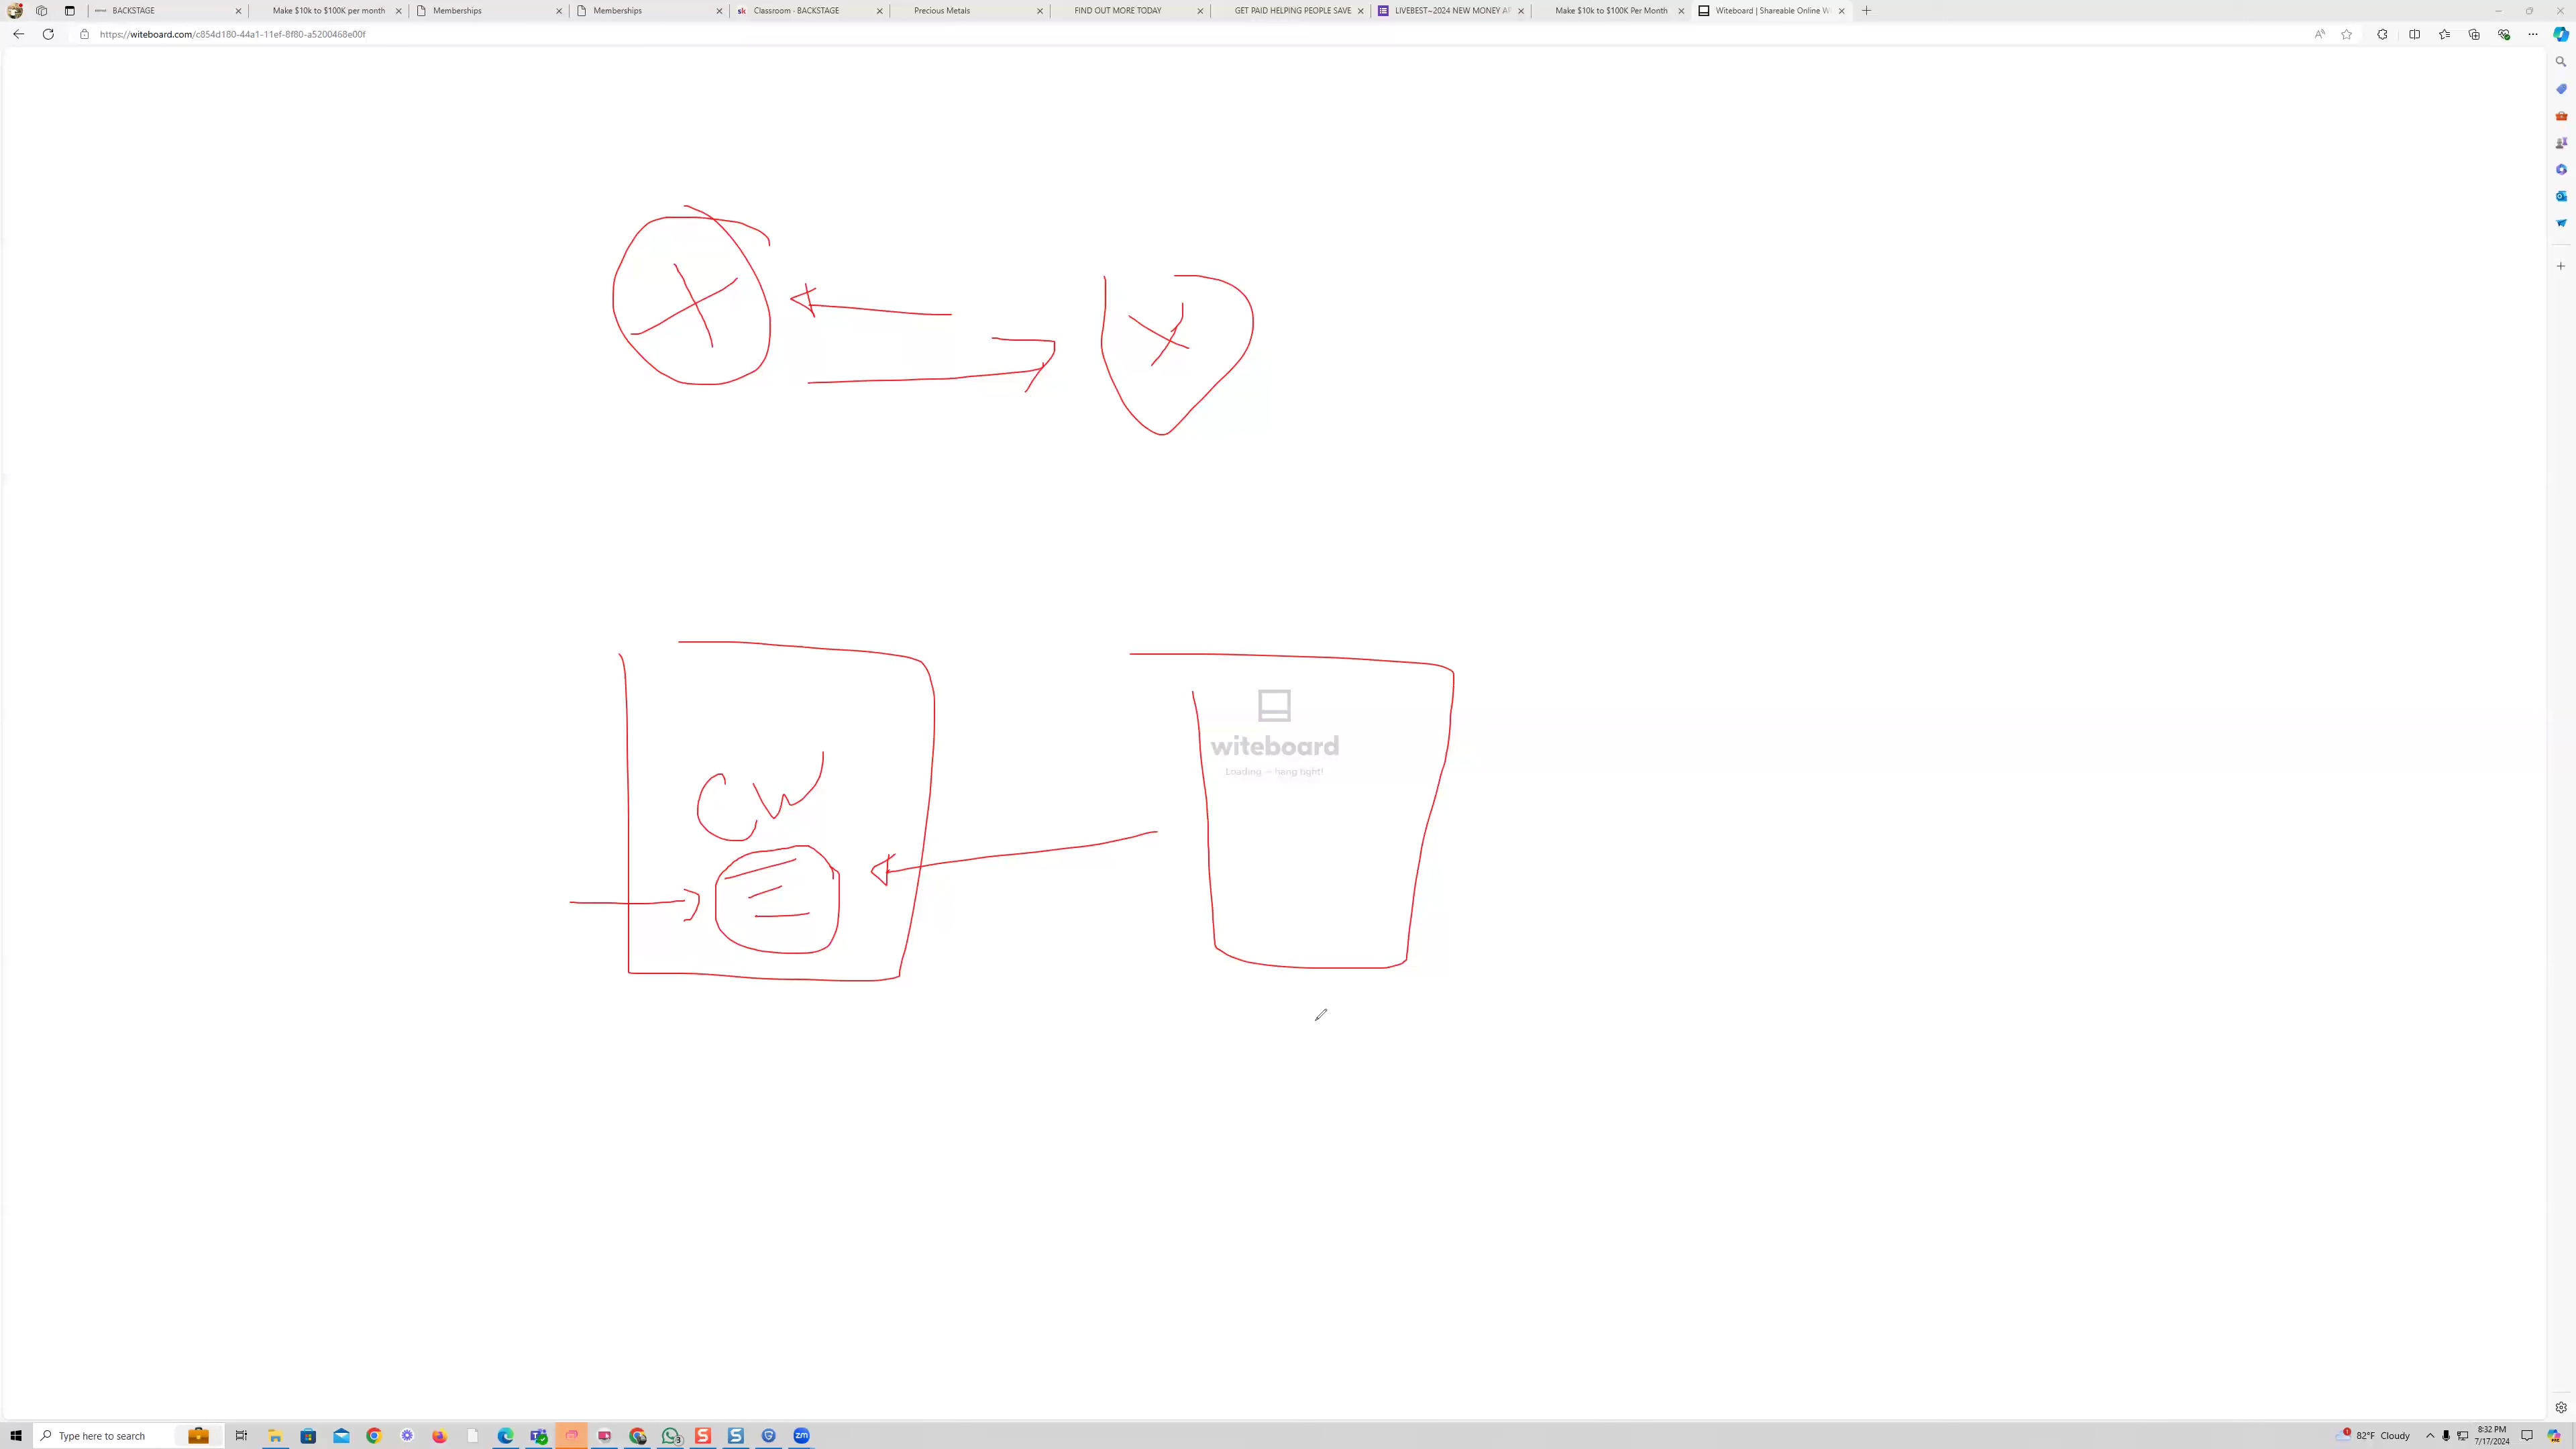 BACKSTAGE
Make $10k to $100K per month
Memberships
Memberships
sk Classroom - BACKSTAGE
Precious Metals
FIND OUT MORE TODAY
GET PAID HELPING PEOPLE SAVE
LIVEBEST~2024 NEW MONEY
Make $10k to $100K Per Month
Witeboard | Shareable Online W
https://witeboard.com/c854d180-44a1-11ef-8f80-a5200468e00f
X
X
witeboard
Loading - hang tight!
CW
Type here to search
82°F Cloudy
8:32 PM
7/17/2024